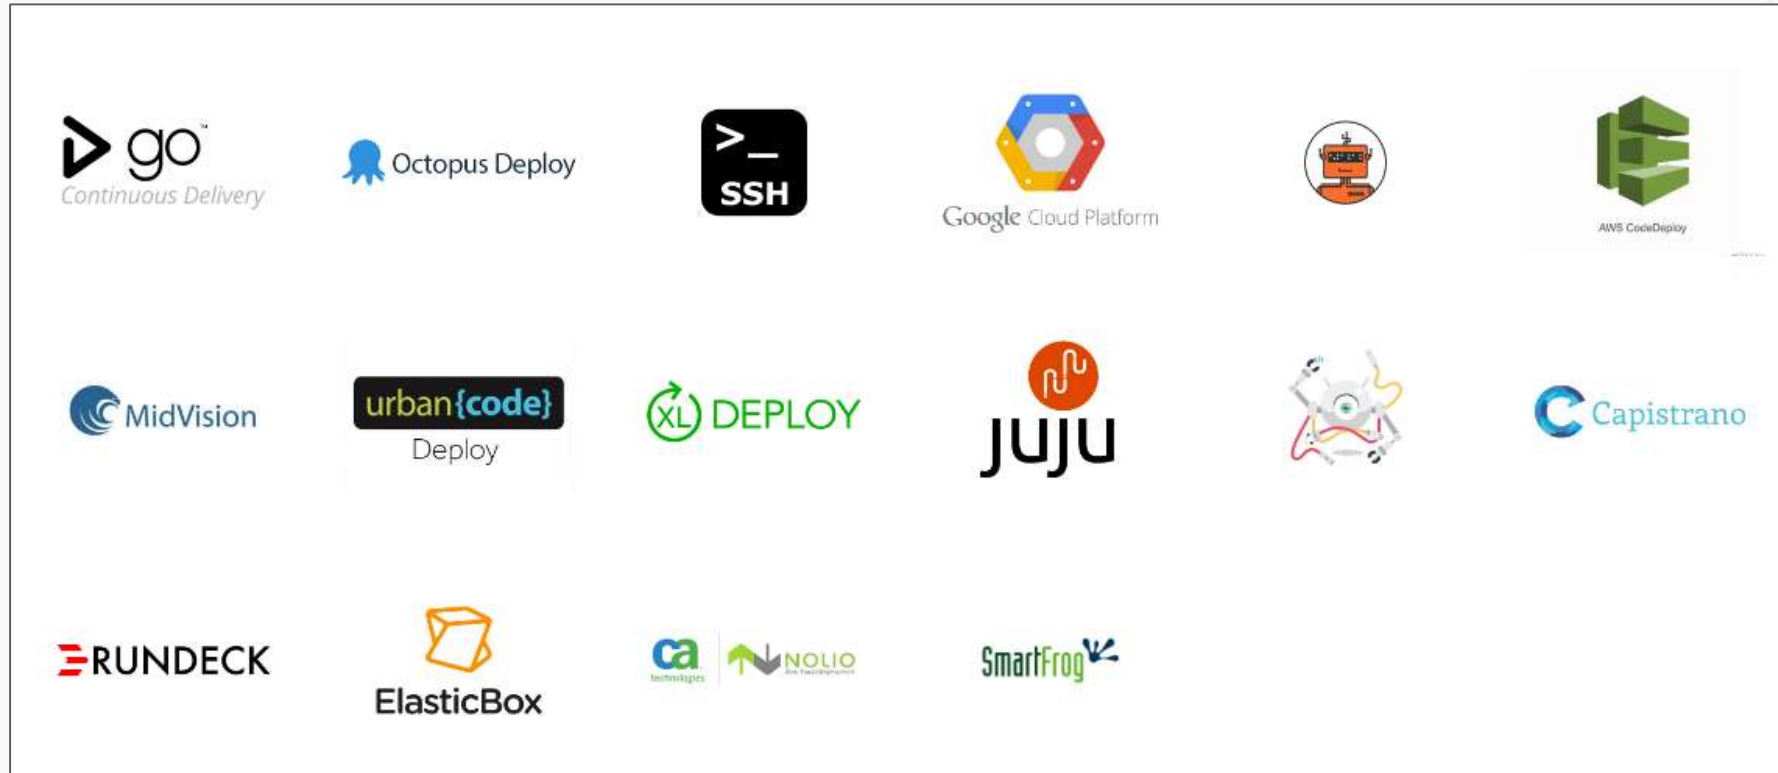 go™
Continuous Delivery
Octopus Deploy
>_
SSH
Google Cloud Platform
AWS CodeDeploy
MidVision
urban{code}
Deploy
XL DEPLOY
juju
Capistrano
RUNDECK
ElasticBox
ca
technologies
NOLIO
SmartFrog